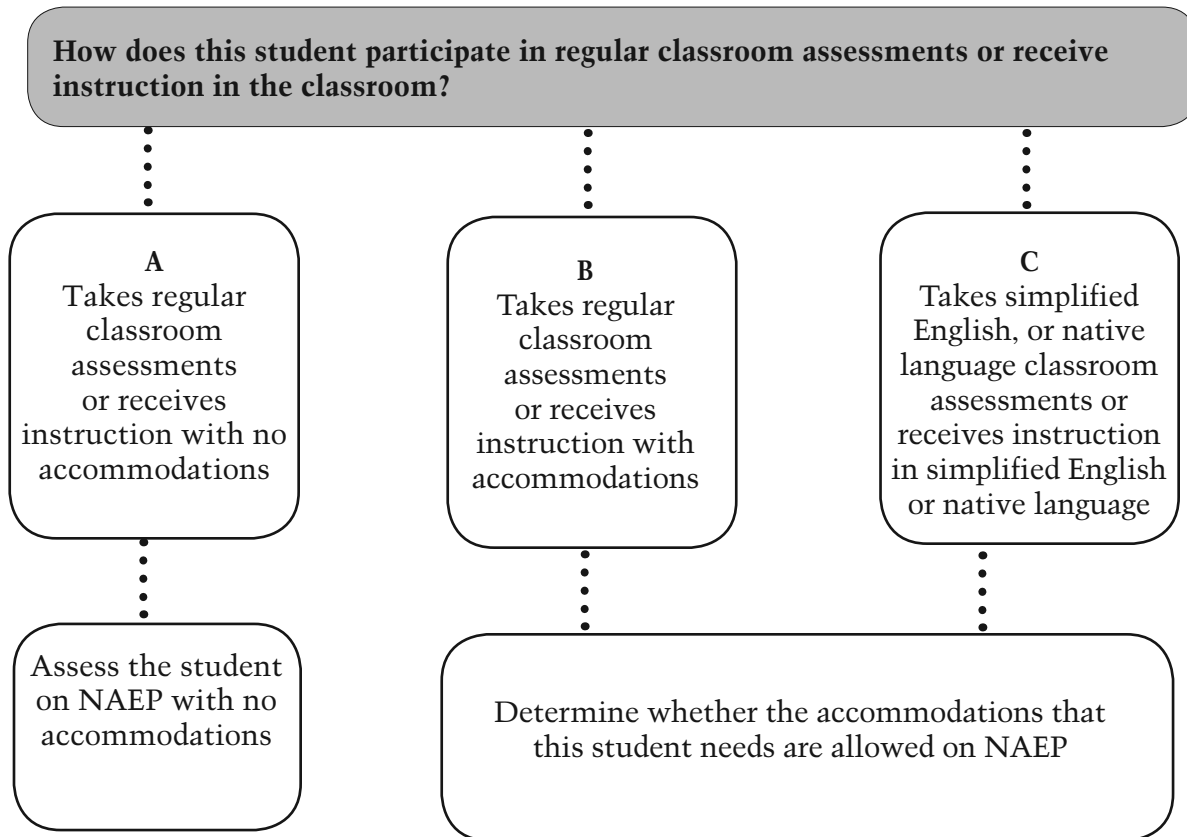 How does this student participate in regular classroom assessments or receive
instruction in the classroom?
A
Takes regular
classroom
assessments
or receives
instruction with no
accommodations
B
Takes regular
classroom
assessments
or receives
instruction with
accommodations
C
Takes simplified
English, or native
language classroom
assessments or
receives instruction
in simplified English
or native language
Assess the student
on NAEP with no
accommodations
Determine whether the accommodations that
this student needs are allowed on NAEP